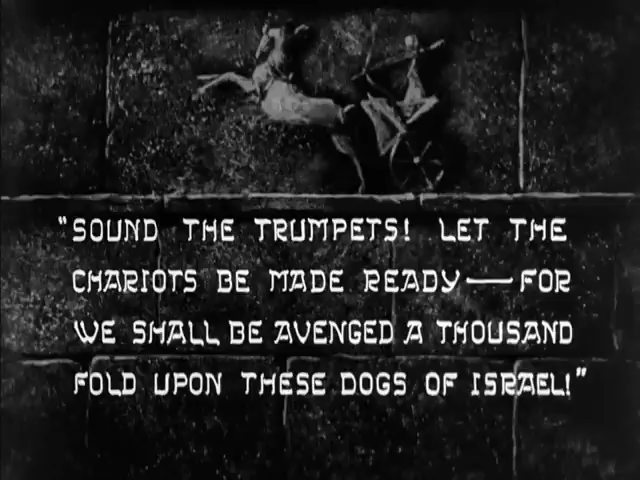 "SOUND THE TRUMPETS! LET THE
CHARIOTS BE MADE READY — FOR
WE SHALL BE AVENGED A THOUSAND
FOLD UPON THESE DOGS OF ISRAEL!"